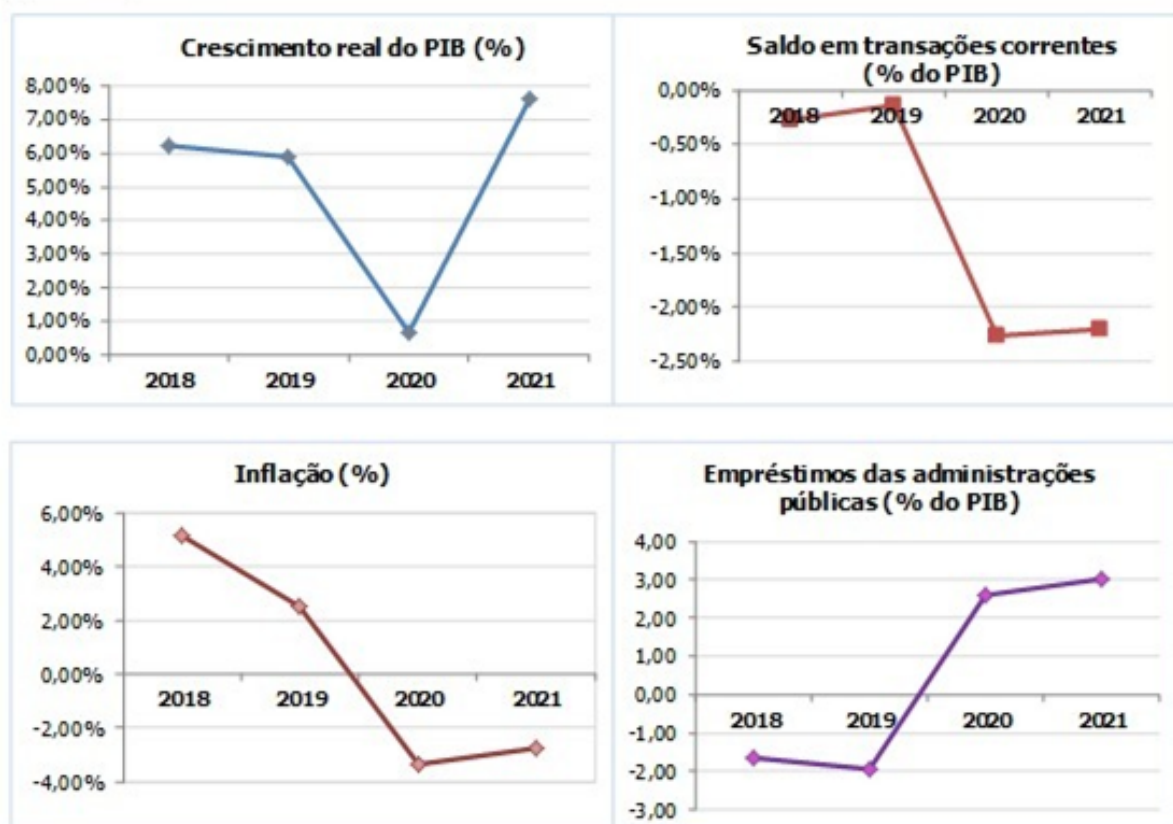 Crescimento real do PIB (%)
8,00%
7,00%
6,00%
5,00%
4,00%
3,00%
2,00%
1,00%
0,00%
2018 2019 2020 2021
Saldo em transações correntes
(% do PIB)
0,00%
2018 2019 2020 2021
-0,50%
-1,00%
-1,50%
-2,00%
-2,50%
Inflação (%)
6,00%
4,00%
2,00%
0,00%
2018 2019 2020 2021
-2,00%
-4,00%
Empréstimos das administrações
públicas (% do PIB)
4,00
3,00
2,00
1,00
0,00
2018 2019 2020 2021
-1,00
-2,00
-3,00